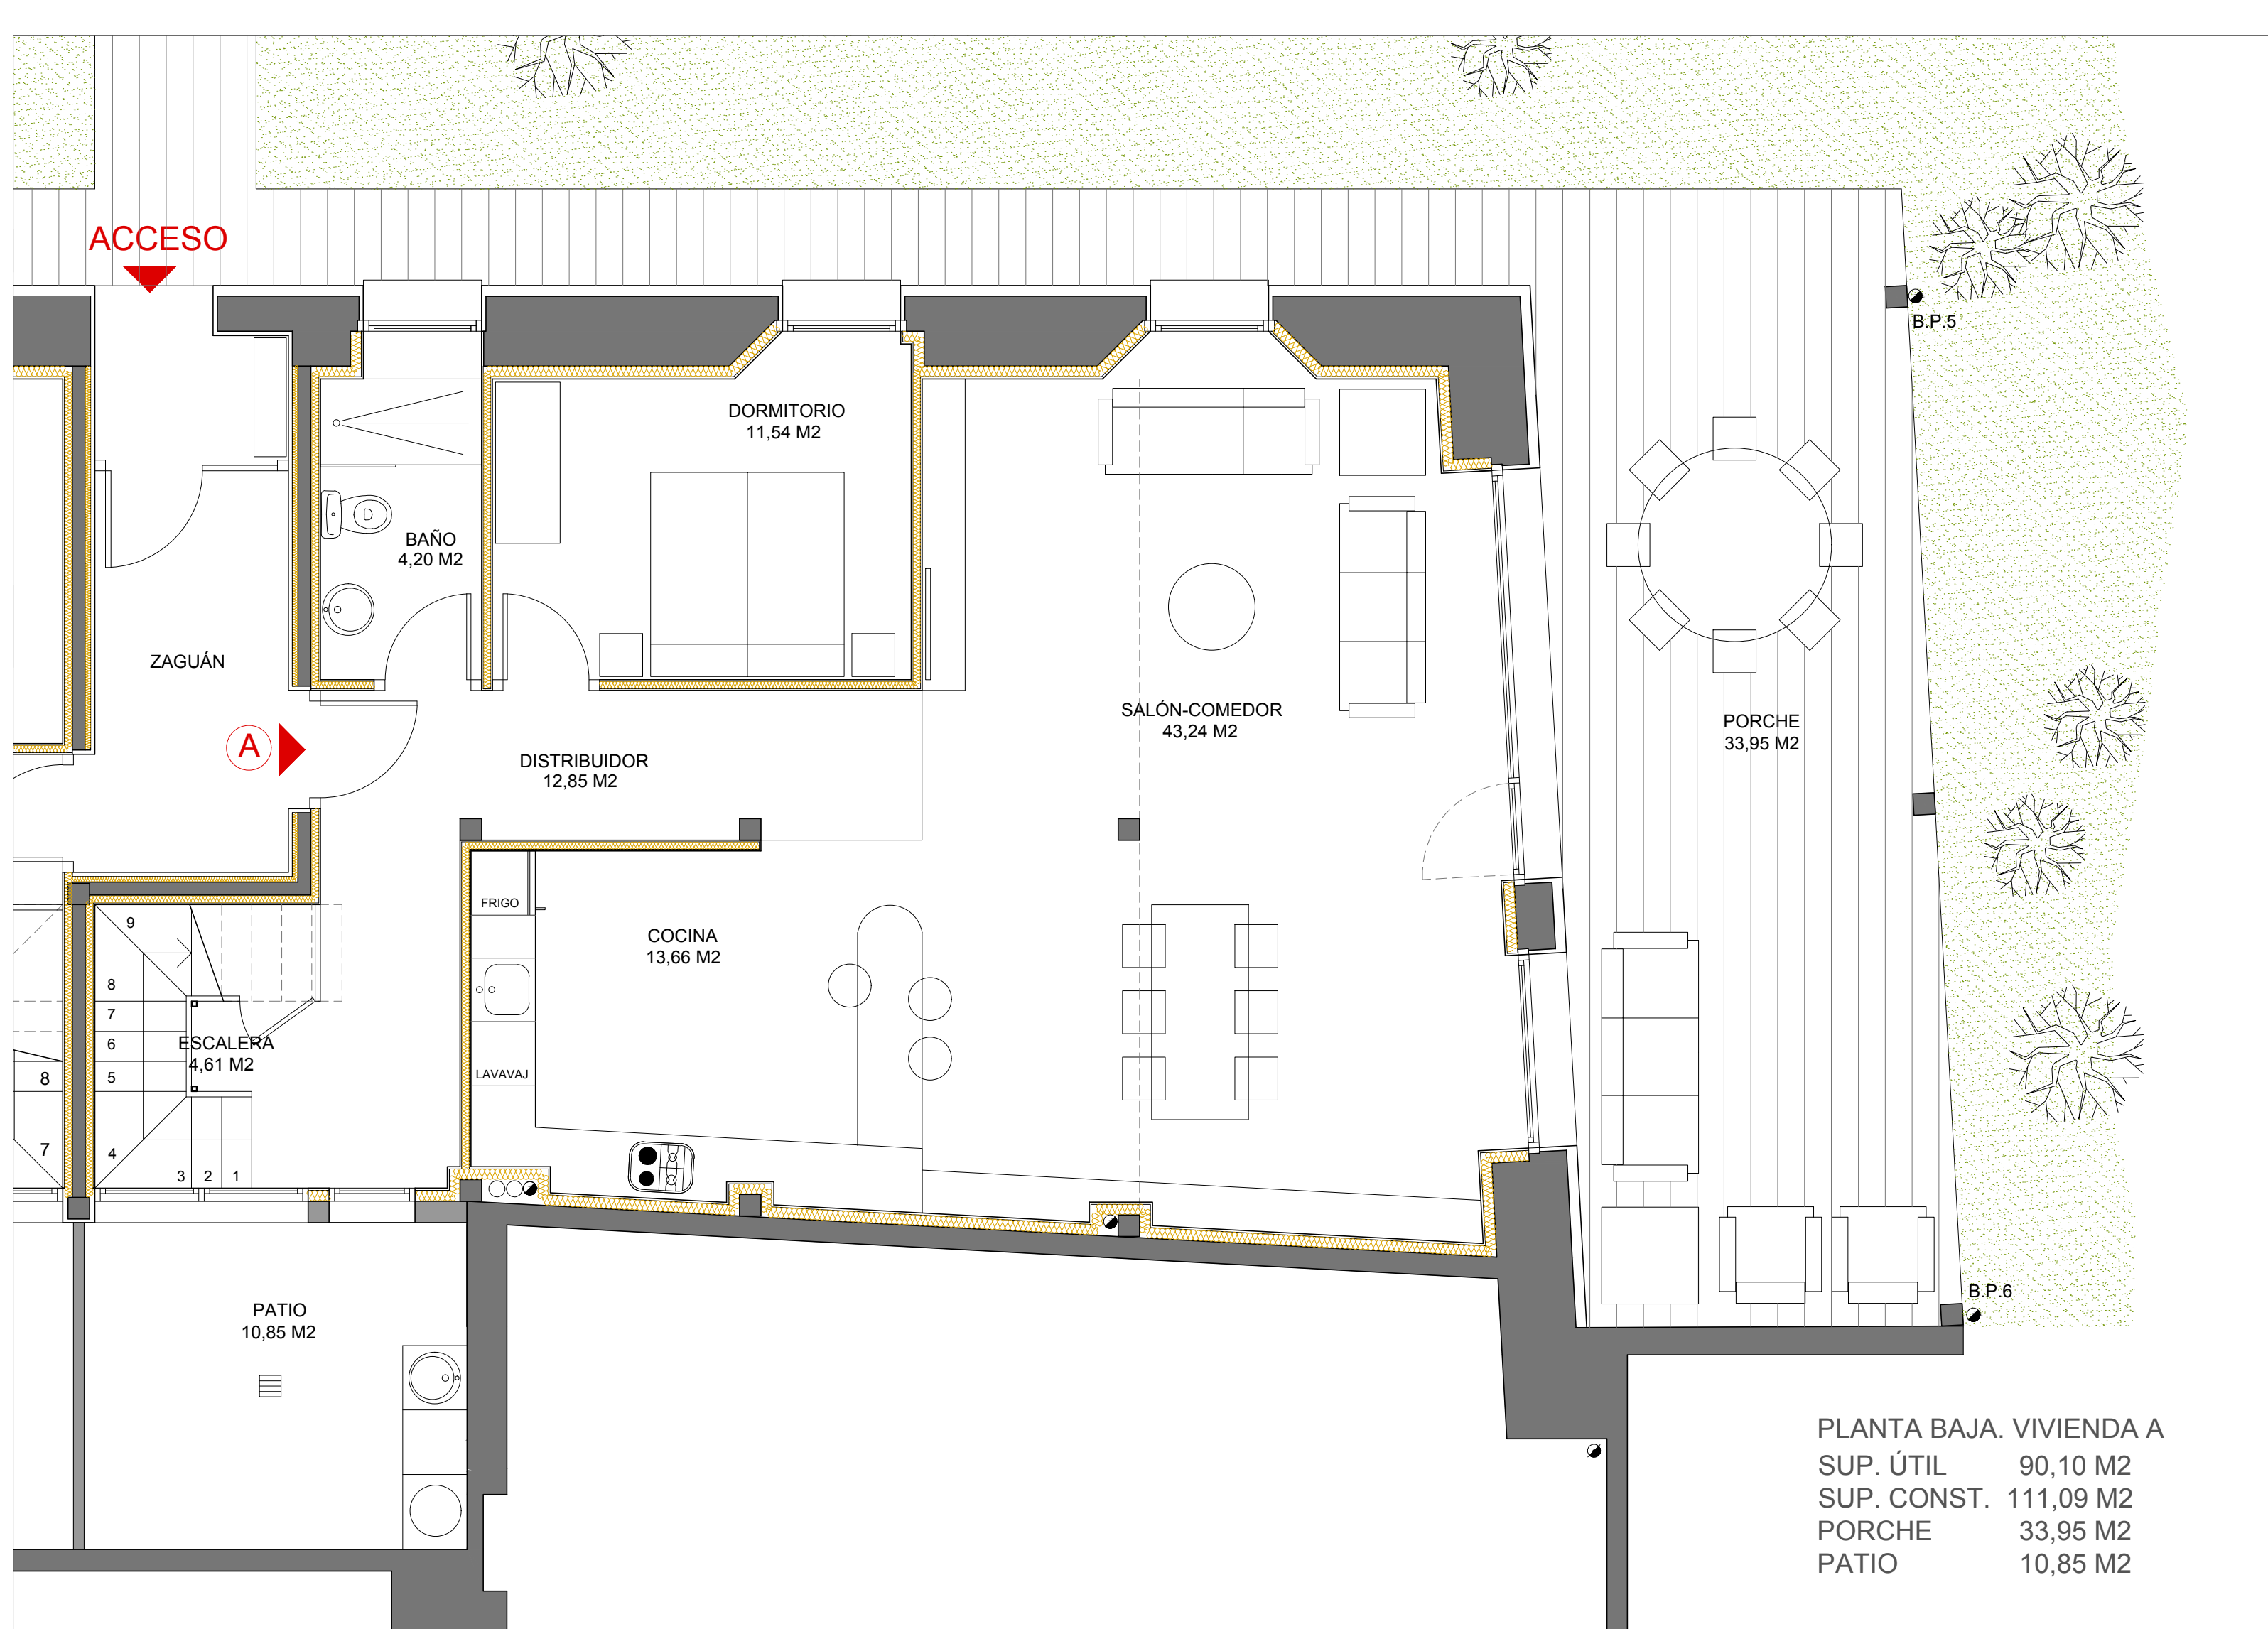 ACCESO
B.P.5
DORMITORIO
11,54 M2
BAÑO
4,20 M2
ZAGUÁN
A
DISTRIBUIDOR
12,85 M2
SALÓN-COMEDOR
43,24 M2
PORCHE
33,95 M2
FRIGO
COCINA
13,66 M2
LAVAVAJ
9
8
7
6
5
4
3 2 1
ESCALERA
4,61 M2
8
7
PATIO
10,85 M2
B.P.6
PLANTA BAJA. VIVIENDA A
SUP. ÚTIL 90,10 M2
SUP. CONST. 111,09 M2
PORCHE 33,95 M2
PATIO 10,85 M2